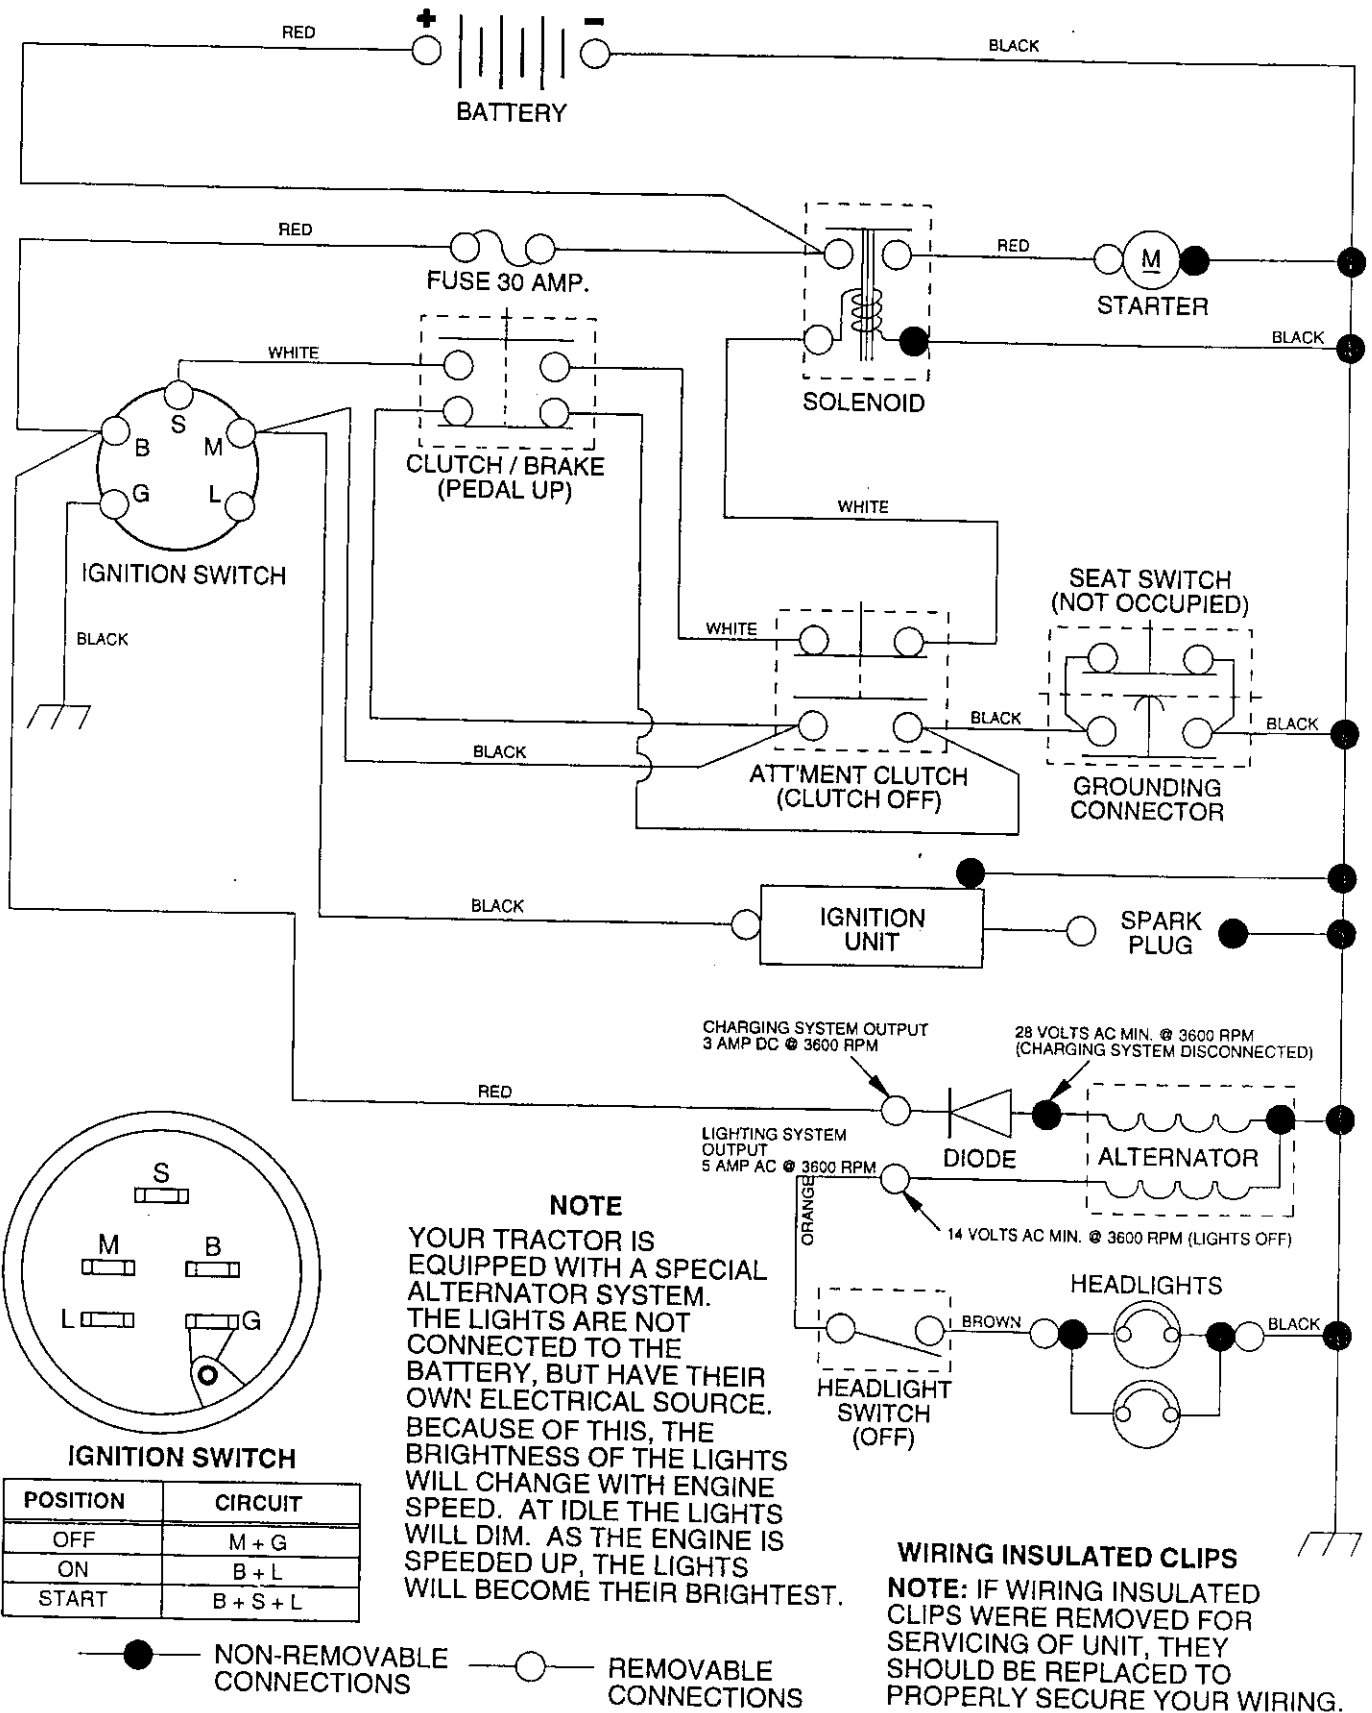 + -
RED
BLACK
BATTERY
RED
FUSE 30 AMP.
RED
M
STARTER
BLACK
SOLENOID
WHITE
S
B
M
G
L
IGNITION SWITCH
BLACK
CLUTCH / BRAKE
(PEDAL UP)
WHITE
SEAT SWITCH
(NOT OCCUPIED)
WHITE
BLACK
BLACK
BLACK
ATT'MENT CLUTCH
(CLUTCH OFF)
GROUNDING
CONNECTOR
BLACK
IGNITION
UNIT
SPARK
PLUG
CHARGING SYSTEM OUTPUT
3 AMP DC @ 3600 RPM
28 VOLTS AC MIN. @ 3600 RPM
(CHARGING SYSTEM DISCONNECTED)
RED
LIGHTING SYSTEM
OUTPUT
5 AMP AC @ 3600 RPM
DIODE
ALTERNATOR
ORANGE
14 VOLTS AC MIN. @ 3600 RPM (LIGHTS OFF)
HEADLIGHTS
BROWN
BLACK
HEADLIGHT
SWITCH
(OFF)
S
M
B
L
G
IGNITION SWITCH
POSITION CIRCUIT
OFF M + G
ON B + L
START B + S + L
NOTE
YOUR TRACTOR IS
EQUIPPED WITH A SPECIAL
ALTERNATOR SYSTEM.
THE LIGHTS ARE NOT
CONNECTED TO THE
BATTERY, BUT HAVE THEIR
OWN ELECTRICAL SOURCE.
BECAUSE OF THIS, THE
BRIGHTNESS OF THE LIGHTS
WILL CHANGE WITH ENGINE
SPEED. AT IDLE THE LIGHTS
WILL DIM. AS THE ENGINE IS
SPEEDED UP, THE LIGHTS
WILL BECOME THEIR BRIGHTEST.
WIRING INSULATED CLIPS
NOTE: IF WIRING INSULATED
CLIPS WERE REMOVED FOR
SERVICING OF UNIT, THEY
SHOULD BE REPLACED TO
PROPERLY SECURE YOUR WIRING.
NON-REMOVABLE
CONNECTIONS
REMOVABLE
CONNECTIONS